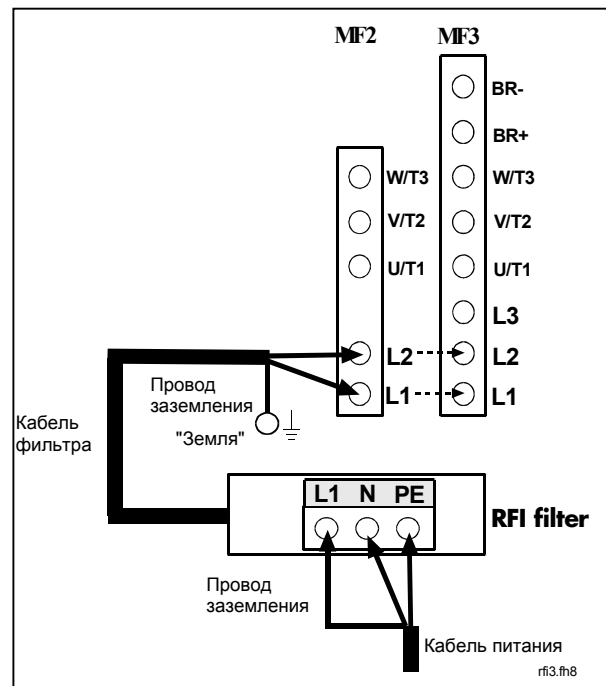 MF2 MF3
BR-
BR+
W/T3 W/T3
V/T2 V/T2
U/T1 U/T1
L3
L2 L2
L1 L1
Провод
заземления
"Земля"
Кабель
фильтра
L1 N PE
RFI filter
Провод
заземления
Кабель питания
rfi3.fh8